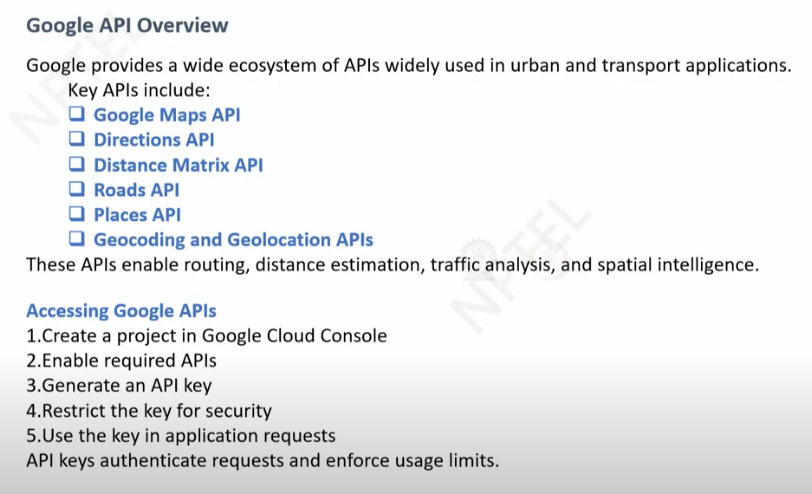 Google API Overview
Google provides a wide ecosystem of APIs widely used in urban and transport applications.
Key APIs include:
❑ Google Maps API
❑ Directions API
❑ Distance Matrix API
❑ Roads API
❑ Places API
❑ Geocoding and Geolocation APIs
These APIs enable routing, distance estimation, traffic analysis, and spatial intelligence.
Accessing Google APIs
1.Create a project in Google Cloud Console
2.Enable required APIs
3.Generate an API key
4.Restrict the key for security
5.Use the key in application requests
API keys authenticate requests and enforce usage limits.
NPTEL
NPTEL